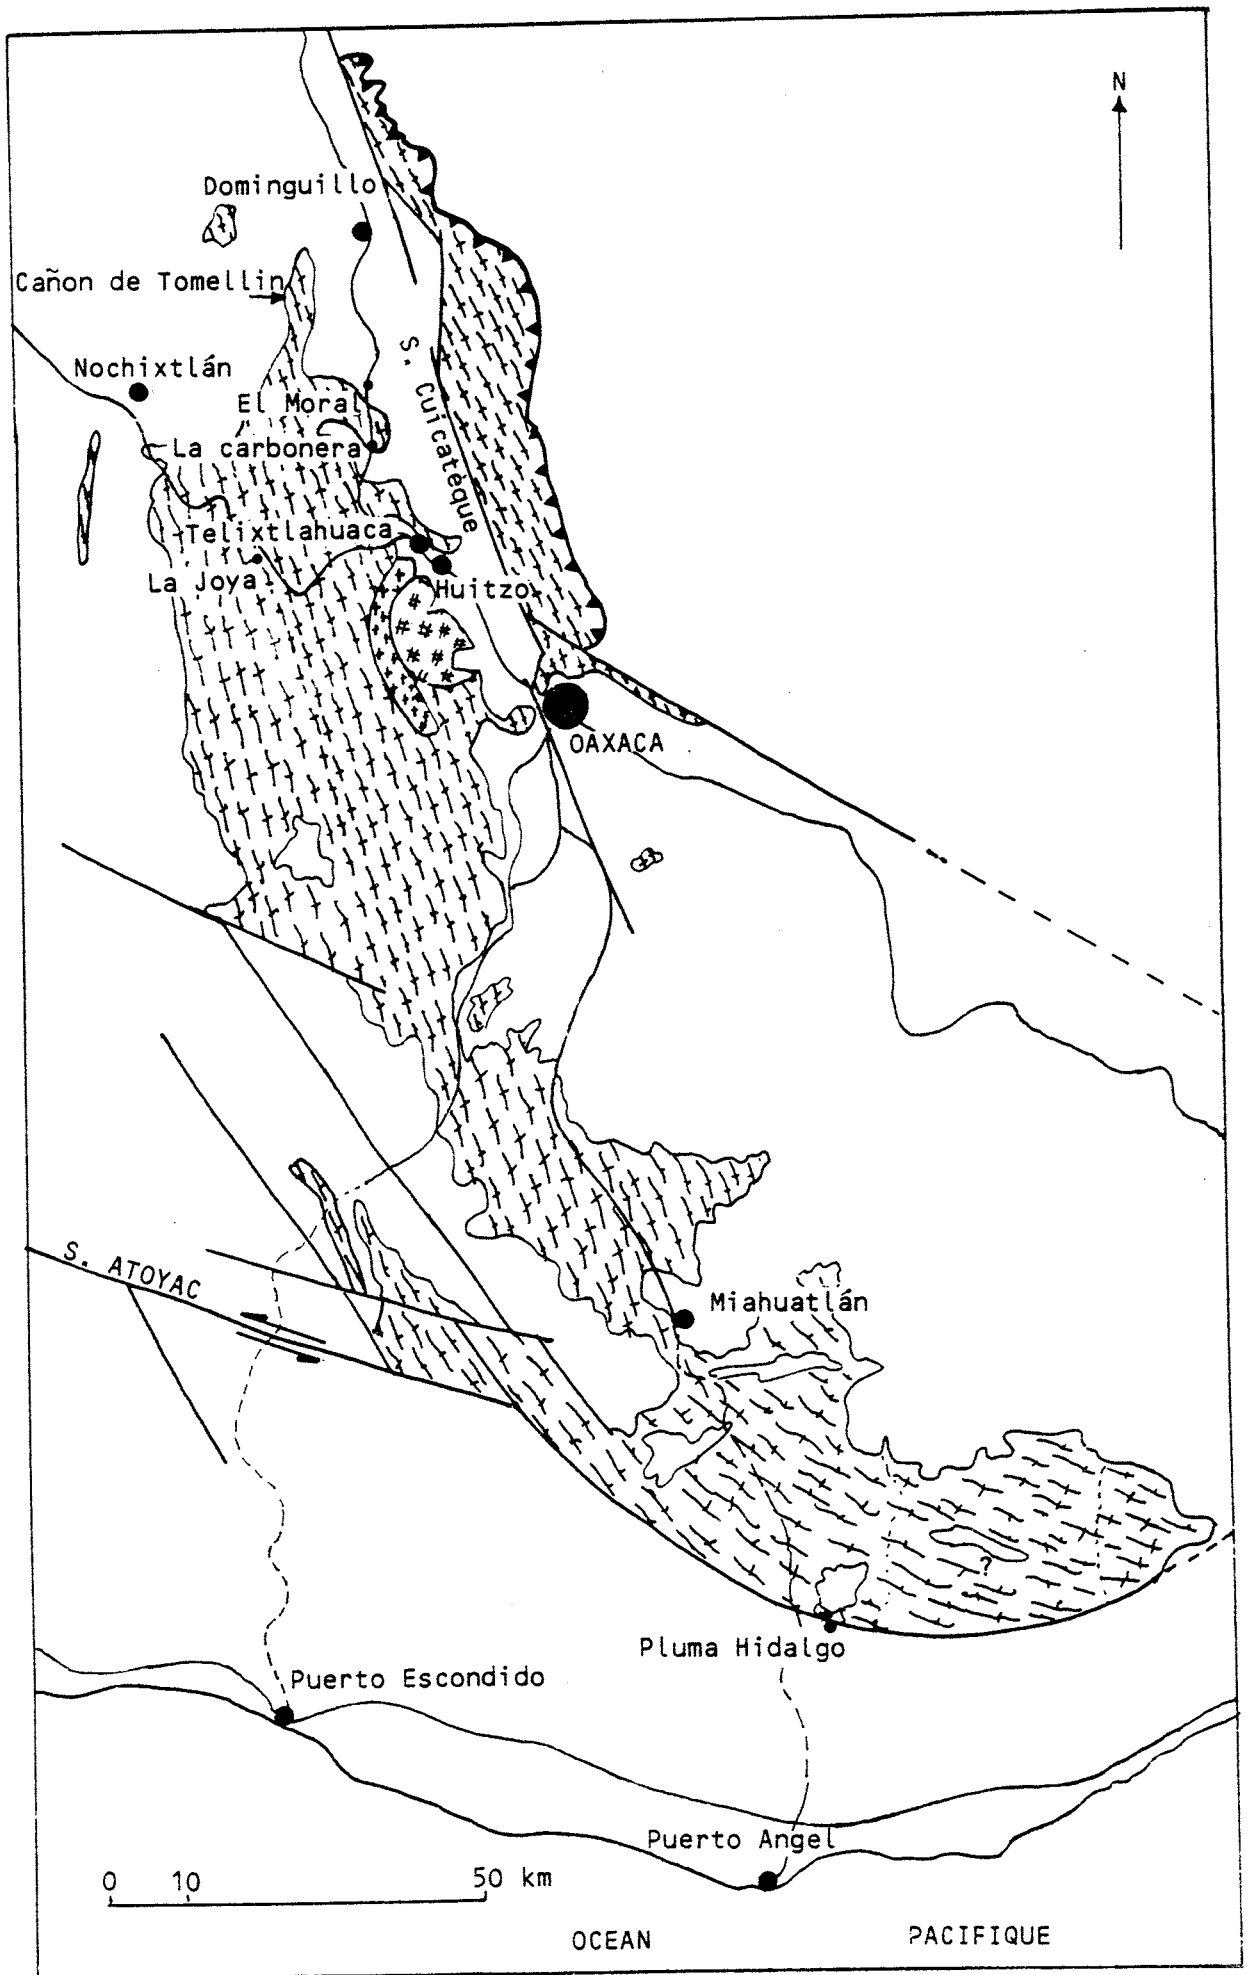 N
Dominguillo
Cañon de Tomellin
Nochixtlán
S. Cuicatèque
El Moral
La carbonera
Telixtlahuaca
La Joya
Huitzo
OAXACA
S. ATOYAC
Miahuatlán
?
Pluma Hidalgo
Puerto Escondido
Puerto Angel
0 10 50 km
OCEAN PACIFIQUE